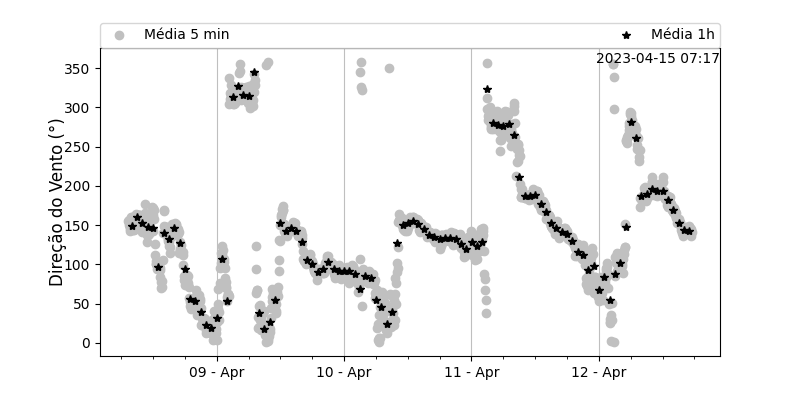 Média 5 min
Média 1h
2023-04-15 07:17
Direção do Vento (°)
350
300
250
200
150
100
50
0
09 - Apr
10 - Apr
11 - Apr
12 - Apr